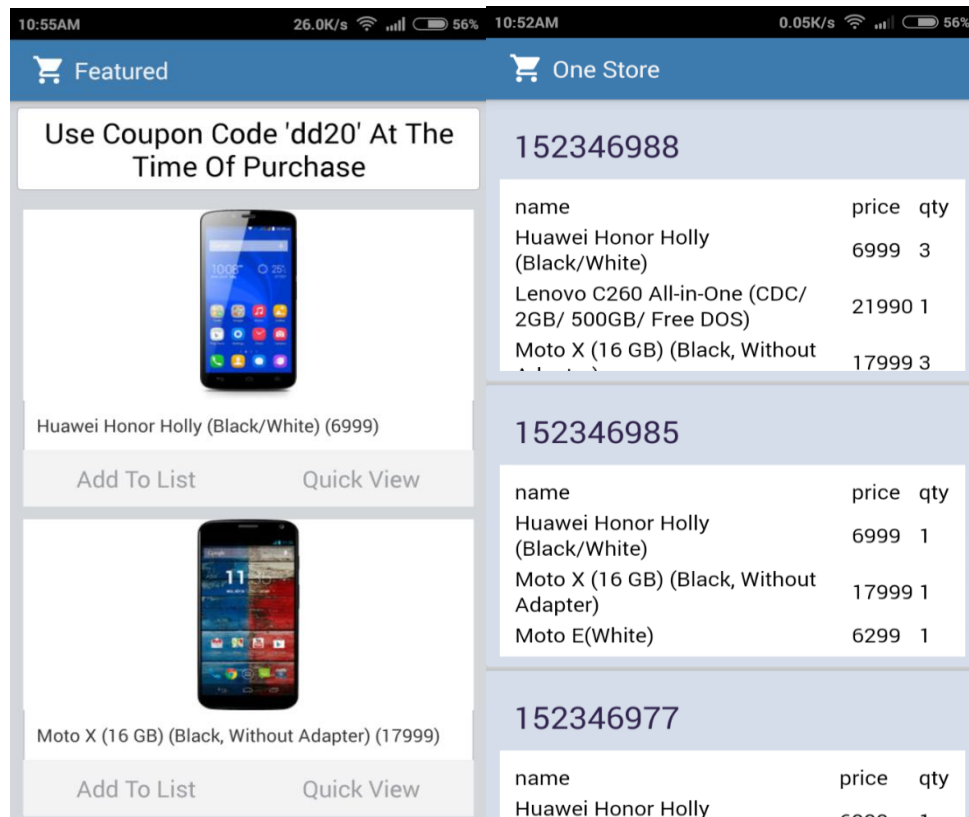 10:55AM
26.0K/s
56%
Featured
Use Coupon Code 'dd20' At The
Time Of Purchase
Huawei Honor Holly (Black/White) (6999)
Add To List Quick View
11
Moto X (16 GB) (Black, Without Adapter) (17999)
Add To List Quick View
10:52AM
0.05K/s
56%
One Store
152346988
name price qty
Huawei Honor Holly
(Black/White) 6999 3
Lenovo C260 All-in-One (CDC/
2GB/ 500GB/ Free DOS) 21990 1
Moto X (16 GB) (Black, Without
17999 3
152346985
name price qty
Huawei Honor Holly
(Black/White) 6999 1
Moto X (16 GB) (Black, Without
Adapter) 17999 1
Moto E(White) 6299 1
152346977
name price qty
Huawei Honor Holly